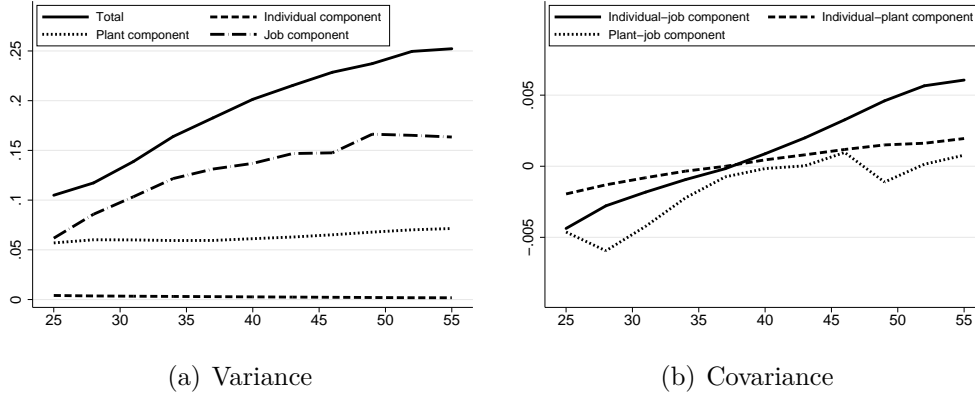 Total
Individual component
Plant component
Job component
.25
.2
.15
.1
.05
0
25 30 35 40 45 50 55
(a) Variance
Individual−job component
Individual−plant component
Plant−job component
.005
0
−.005
25 30 35 40 45 50 55
(b) Covariance